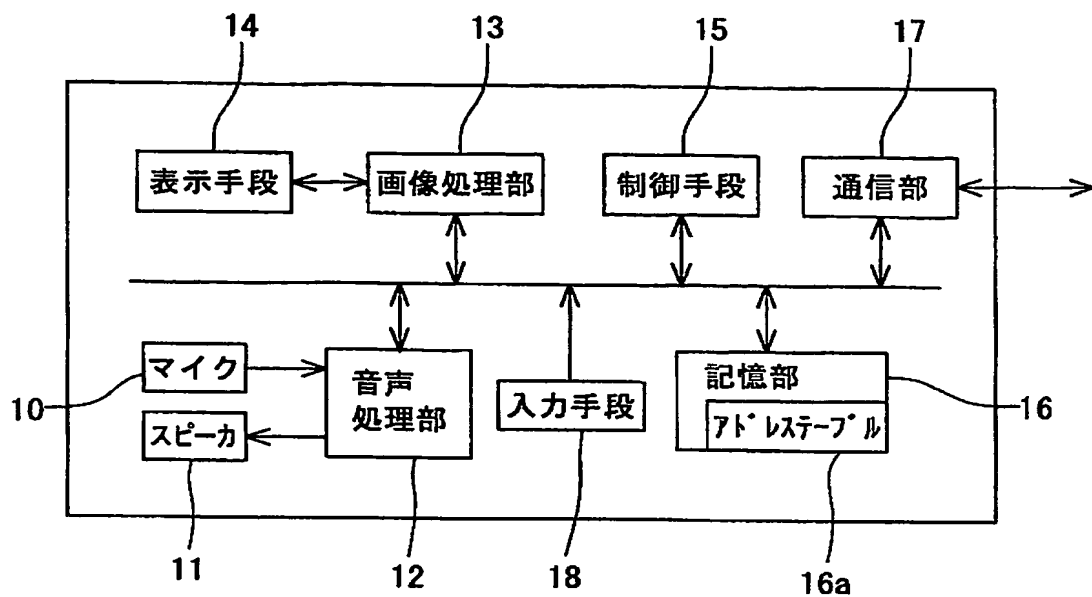 14
13
15
17
表示手段
画像処理部
制御手段
通信部
マイク
音声
処理部
入力手段
記憶部
アドレステーブル
スピーカ
10
16
11
12
18
16a